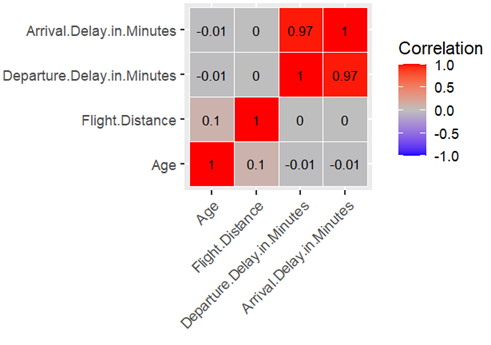 Arrival.Delay.in.Minutes -0.01 0 0.97 1
Departure.Delay.in.Minutes -0.01 0 1 0.97
Flight.Distance 0.1 1 0 0
Age 1 0.1 -0.01 -0.01
Age
Flight.Distance
Departure.Delay.in.Minutes
Arrival.Delay.in.Minutes
Correlation
1.0
0.5
0.0
-0.5
-1.0